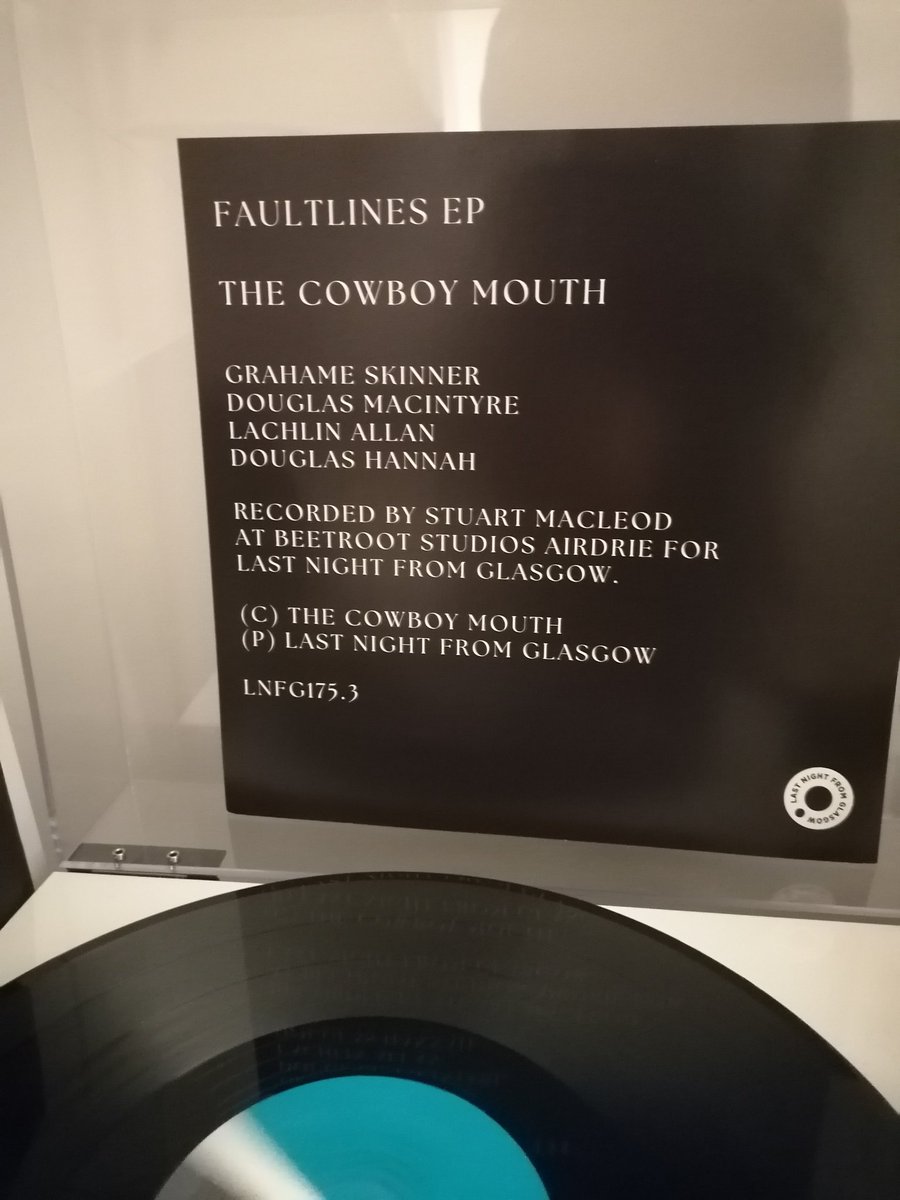 FAULTLINES EP
THE COWBOY MOUTH
GRAHAME SKINNER
DOUGLAS MACINTYRE
LACHLIN ALLAN
DOUGLAS HANNAH
RECORDED BY STUART MACLEOD
AT BEETROOT STUDIOS AIRDRIE FOR
LAST NIGHT FROM GLASGOW.
(C) THE COWBOY MOUTH
(P) LAST NIGHT FROM GLASGOW
LNFG175.3
LAST NIGHT FROM GLASGOW